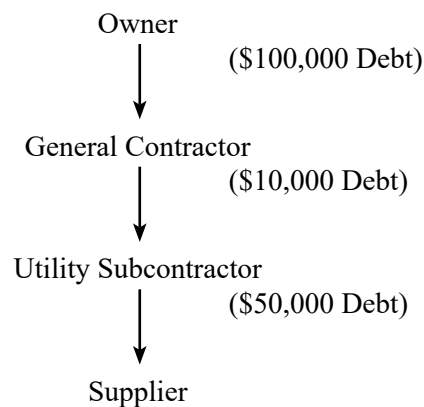 Owner
($100,000 Debt)
General Contractor
($10,000 Debt)
Utility Subcontractor
($50,000 Debt)
Supplier